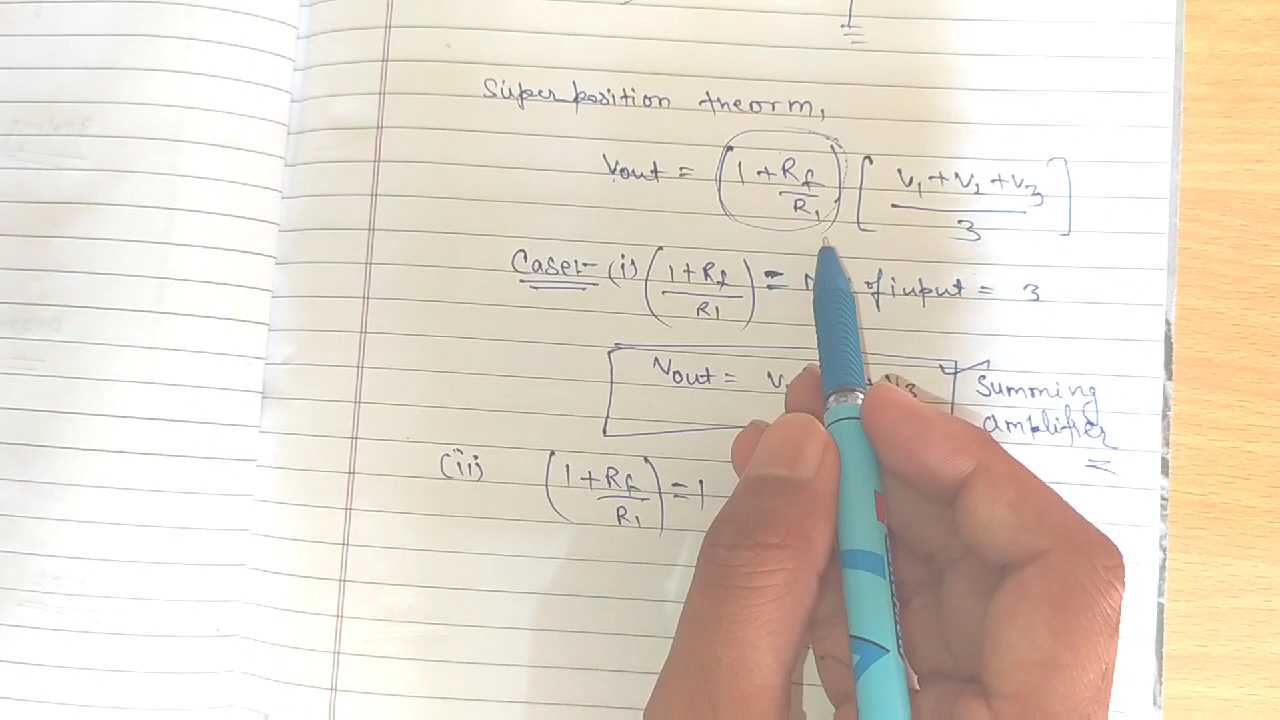 Superposition theorm,
Vout = (1 + Rf/R1) [V1 + V2 + V3 / 3]
Case:- (i) (1 + Rf / R1) = of input = 3
Vout = V3 Summing
amplifier
(ii) (1 + Rf/R1) = 1